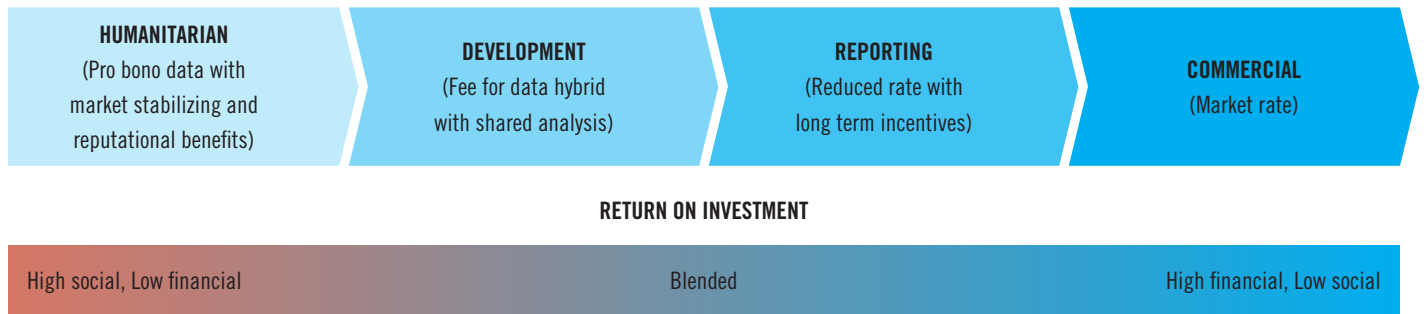 HUMANITARIAN
(Pro bono data with
market stabilizing and
reputational benefits)
DEVELOPMENT
(Fee for data hybrid
with shared analysis)
REPORTING
(Reduced rate with
long term incentives)
COMMERCIAL
(Market rate)
RETURN ON INVESTMENT
High social, Low financial
Blended
High financial, Low social